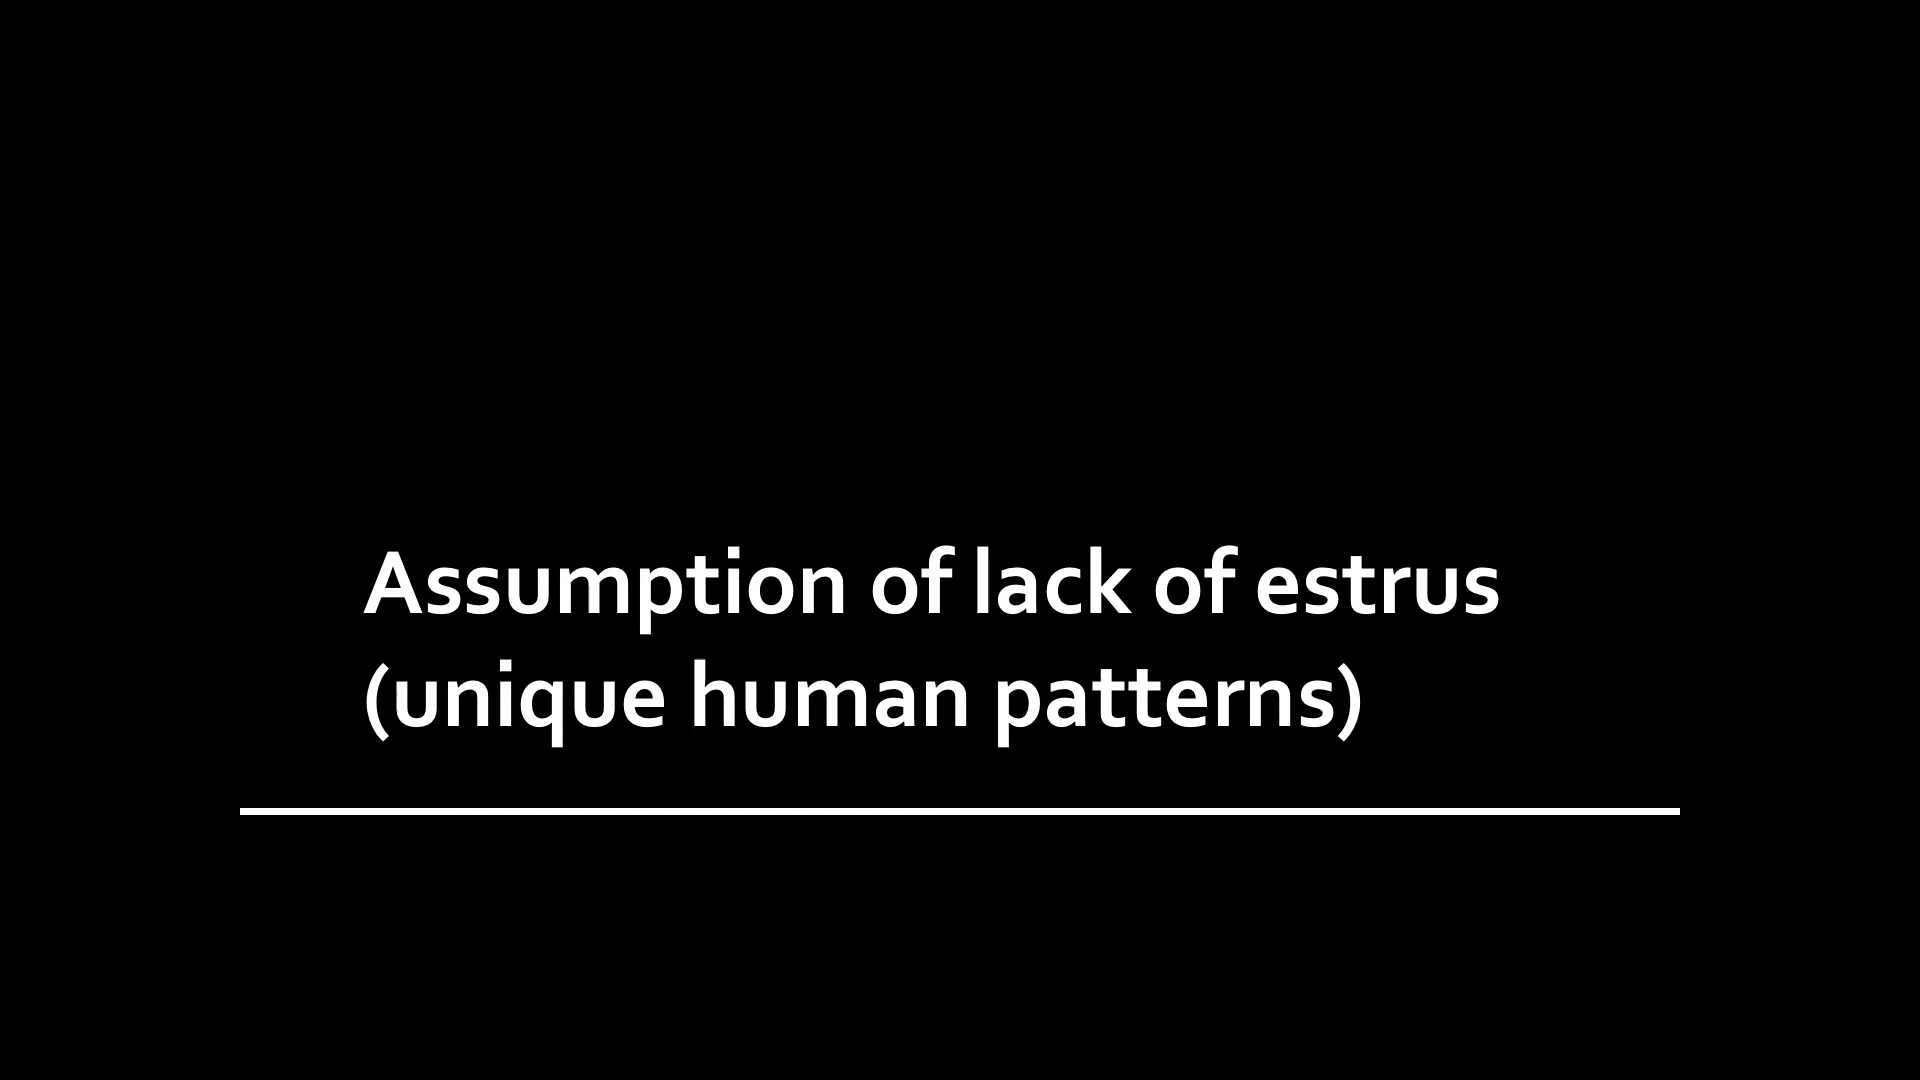 Assumption of lack of estrus
(unique human patterns)